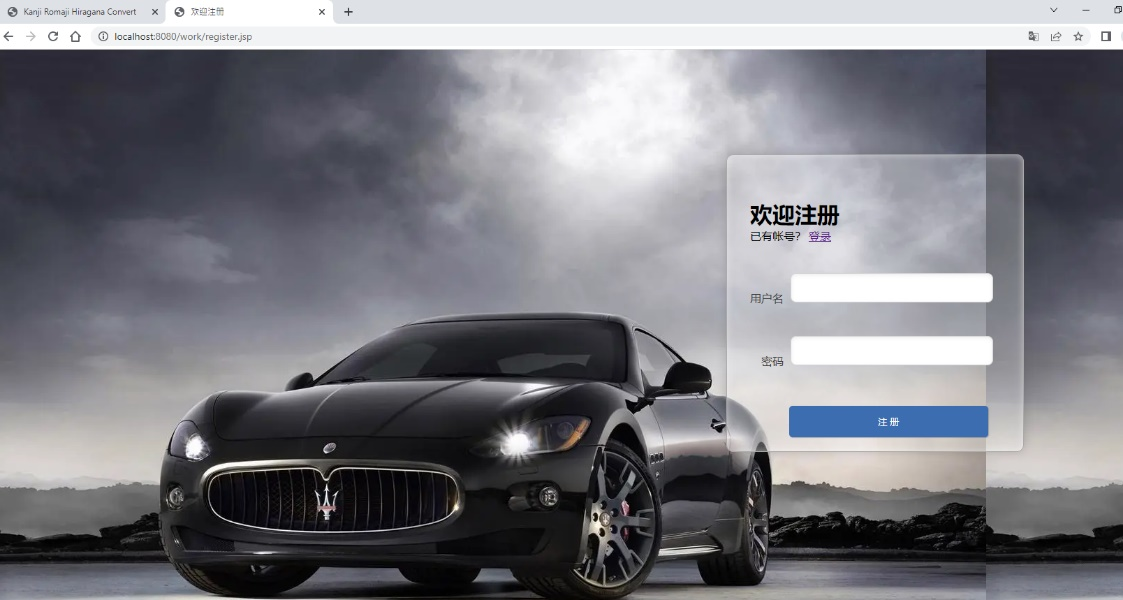 Kanji Romaji Hiragana Convert
欢迎注册
localhost:8080/work/register.jsp
欢迎注册
已有帐号？ 登录
用户名
密码
注册